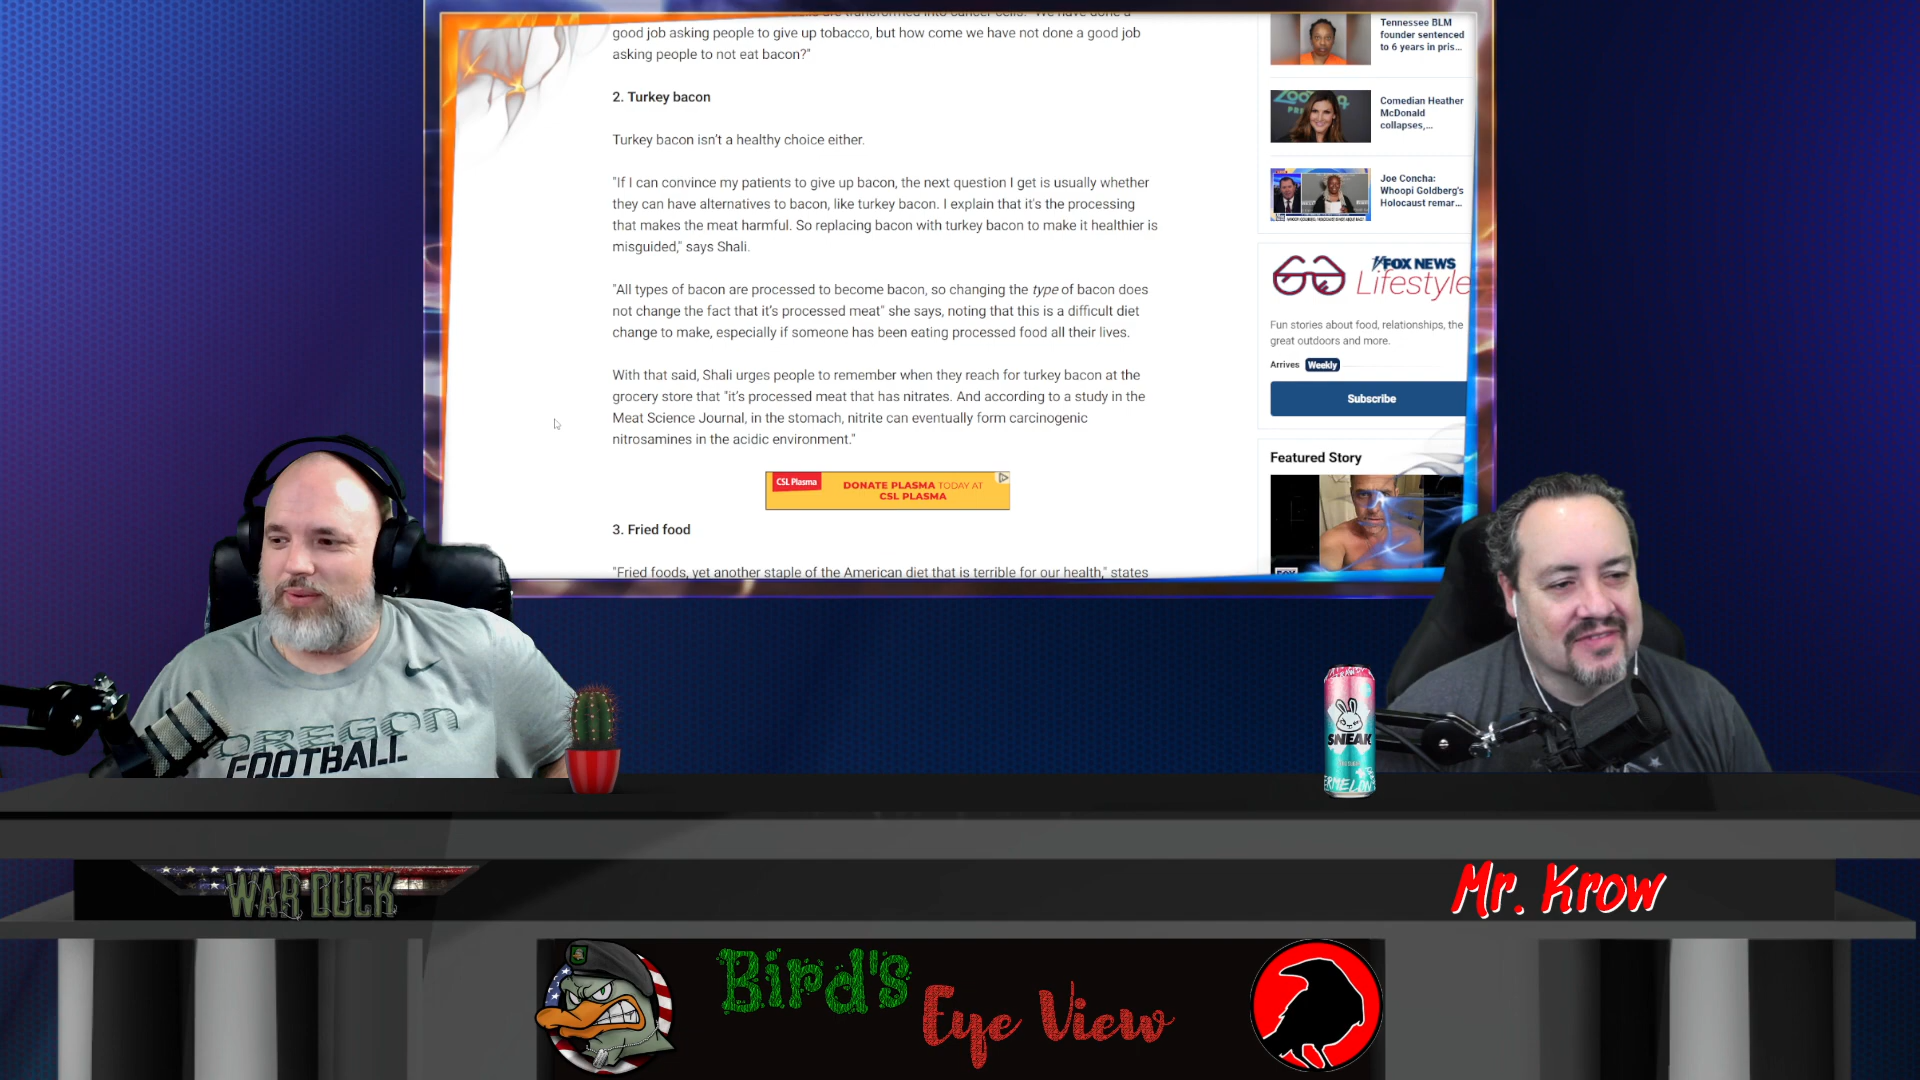 good job asking people to give up tobacco, but how come we have not done a good job
asking people to not eat bacon?"
2. Turkey bacon
Turkey bacon isn't a healthy choice either.
"If I can convince my patients to give up bacon, the next question I get is usually whether
they can have alternatives to bacon, like turkey bacon. I explain that it's the processing
that makes the meat harmful. So replacing bacon with turkey bacon to make it healthier is
misguided," says Shali.
"All types of bacon are processed to become bacon, so changing the type of bacon does
not change the fact that it's processed meat" she says, noting that this is a difficult diet
change to make, especially if someone has been eating processed food all their lives.
With that said, Shali urges people to remember when they reach for turkey bacon at the
grocery store that "it's processed meat that has nitrates. And according to a study in the
Meat Science Journal, in the stomach, nitrite can eventually form carcinogenic
nitrosamines in the acidic environment."
CSL Plasma
DONATE PLASMA TODAY AT
CSL PLASMA
3. Fried food
"Fried foods, yet another staple of the American diet that is terrible for our health," states
Tennessee BLM
founder sentenced
to 6 years in pris...
Comedian Heather
McDonald
collapses,...
Joe Concha:
Whoopi Goldberg's
Holocaust remar...
FOX NEWS
Lifestyle
Fun stories about food, relationships, the
great outdoors and more.
Arrives Weekly
Subscribe
Featured Story
OREGON
FOOTBALL
SNEAK
WAR DUCK
Mr. Krow
Bird's
Eye View